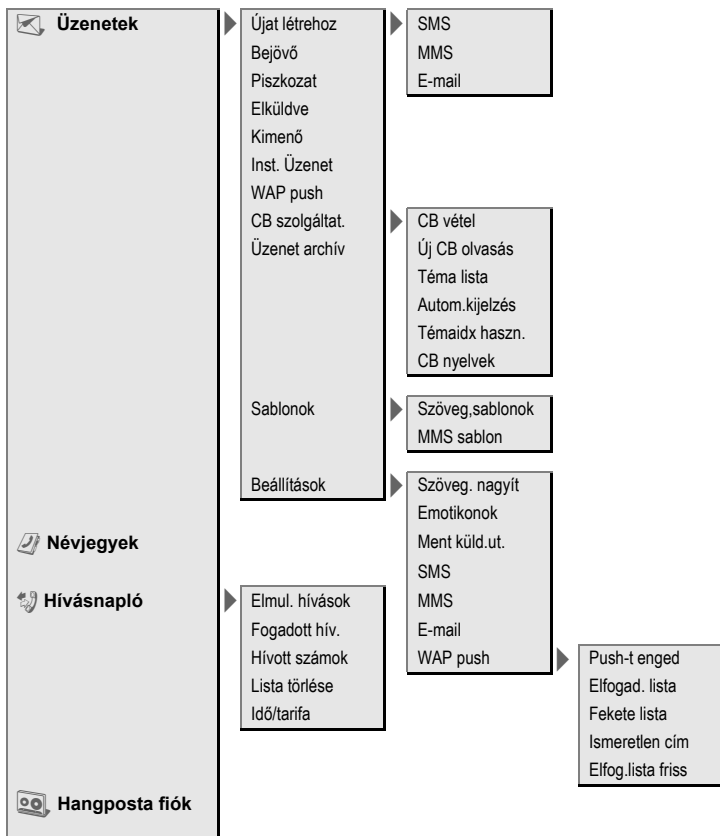 Üzenetek
Újat létrehoz
Bejövő
Piszkozat
Elküldve
Kimenő
Inst. Üzenet
WAP push
CB szolgáltat.
Üzenet archív
Sablonok
Beállítások
SMS
MMS
E-mail
CB vétel
Új CB olvasás
Téma lista
Autom.kijelzés
Témaidx haszn.
CB nyelvek
Szöveg,sablonok
MMS sablon
Szöveg. nagyít
Emotikonok
Ment küld.ut.
SMS
MMS
E-mail
WAP push
Push-t enged
Elfogad. lista
Fekete lista
Ismeretlen cím
Elfog.lista friss
Névjegyek
Hívásnapló
Elmul. hívások
Fogadott hív.
Hívott számok
Lista törlése
Idő/tarifa
Hangposta fiók